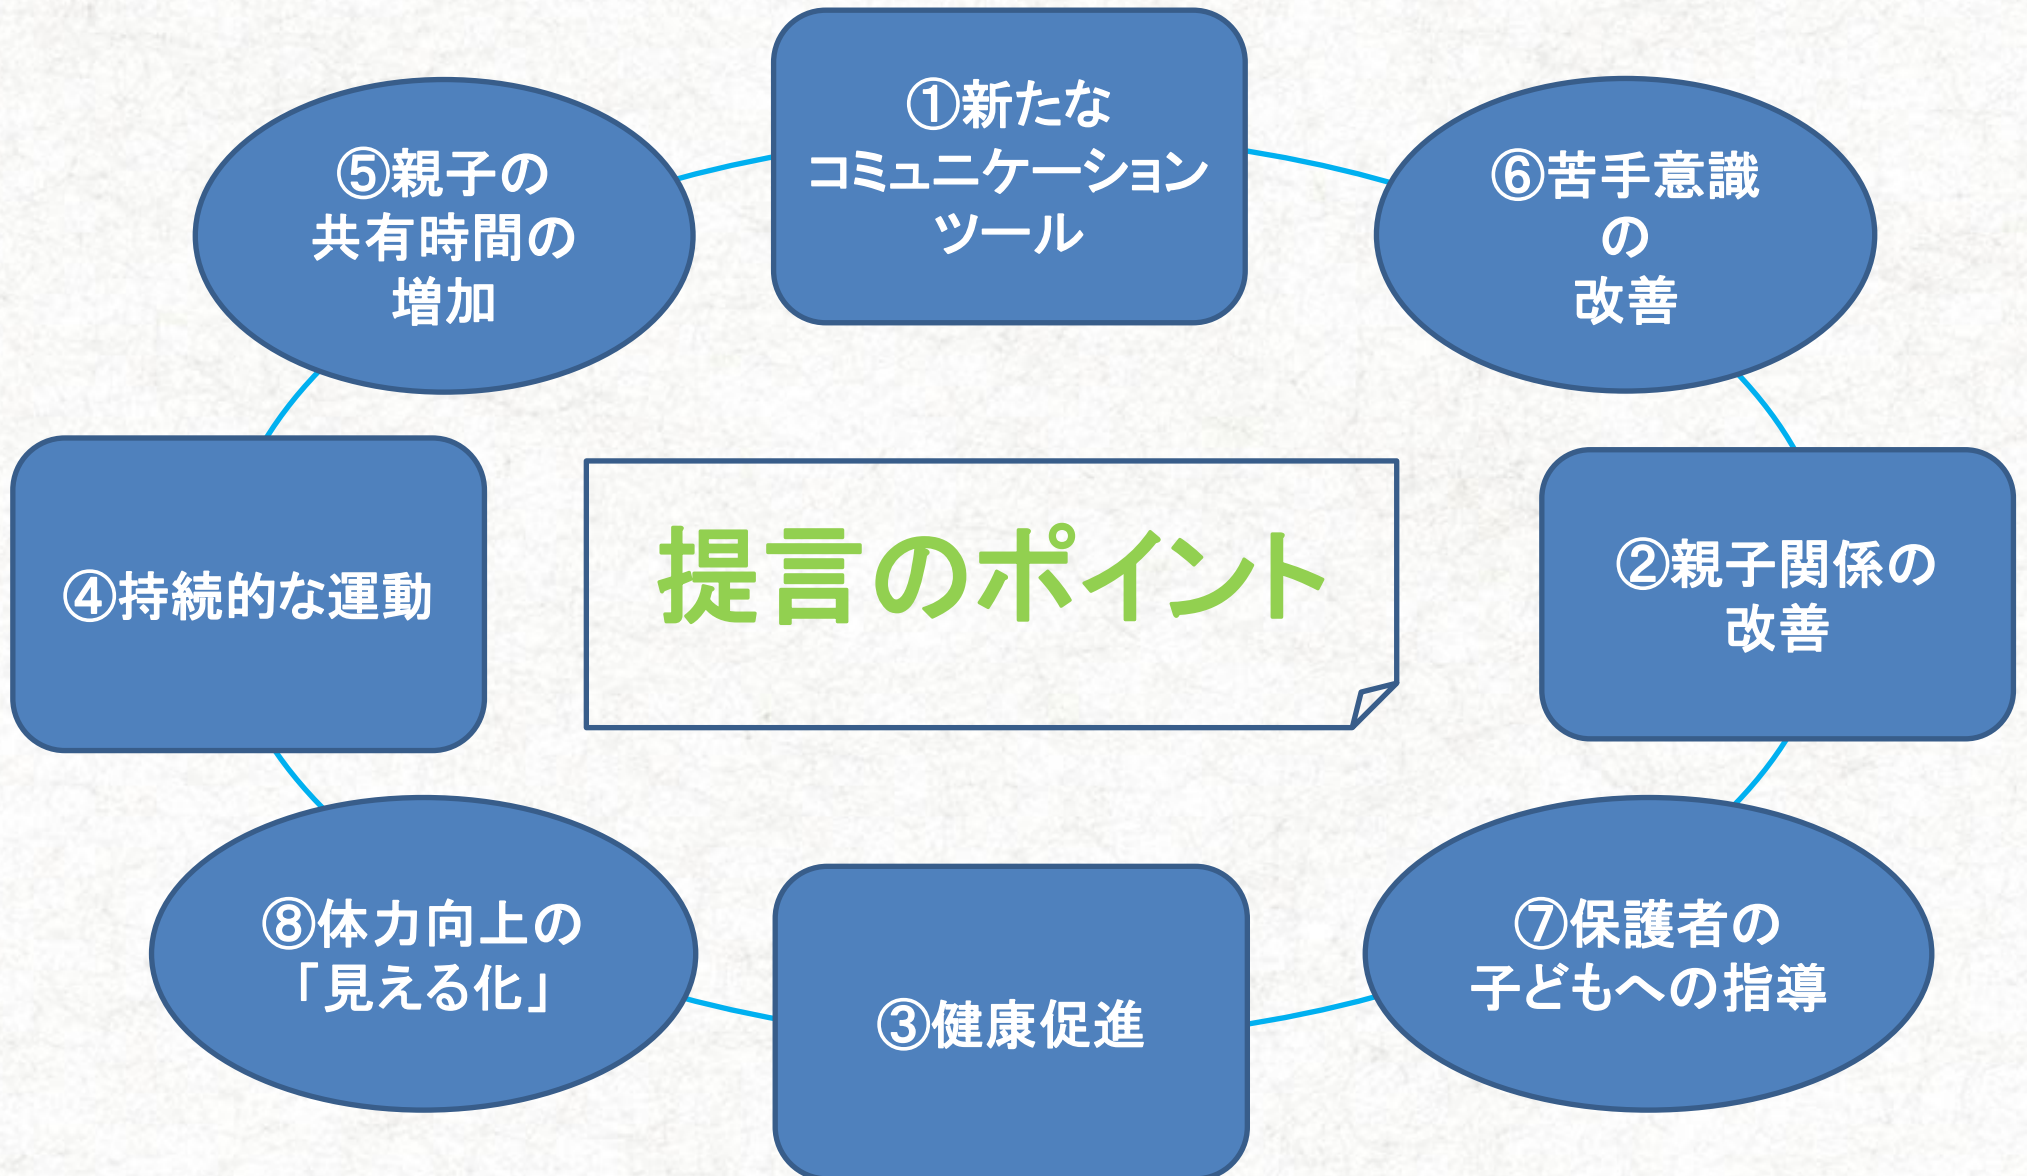 ①新たな
コミュニケーション
ツール
⑤親子の
共有時間の
増加
⑥苦手意識
の
改善
④持続的な運動
提言のポイント
②親子関係の
改善
⑧体力向上の
「見える化」
③健康促進
⑦保護者の
子どもへの指導